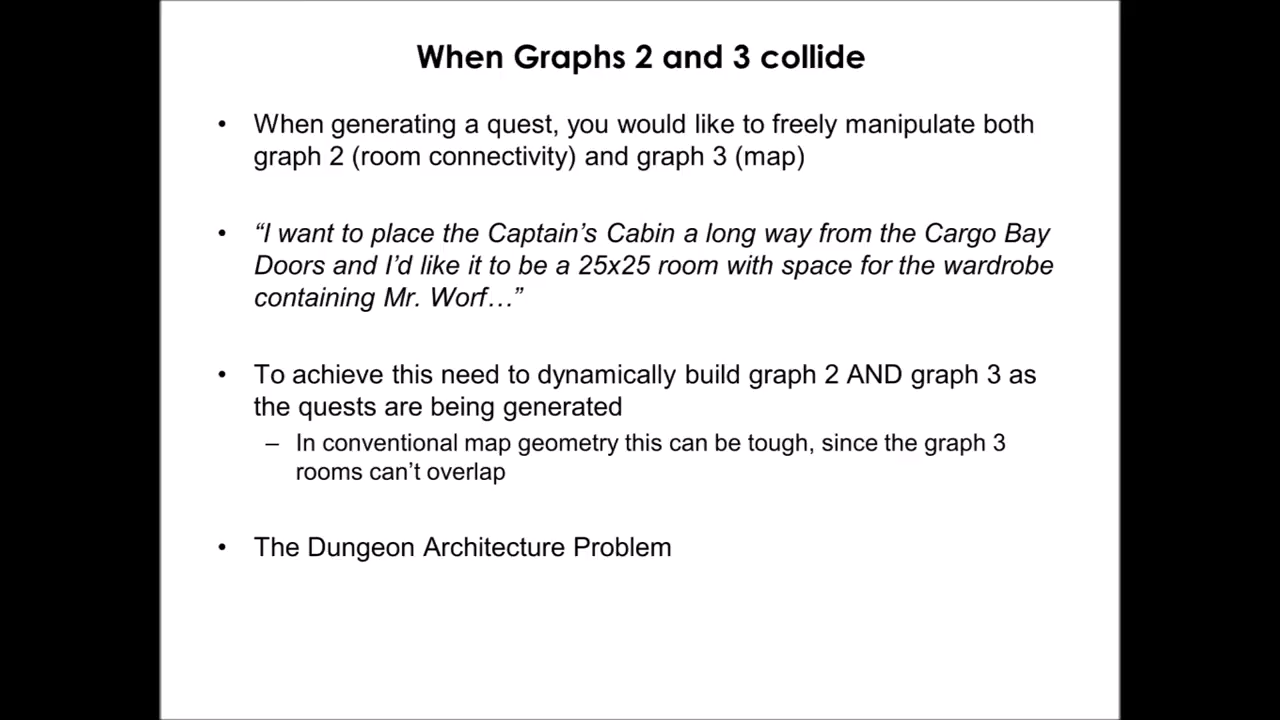 When Graphs 2 and 3 collide
• When generating a quest, you would like to freely manipulate both
graph 2 (room connectivity) and graph 3 (map)
• “I want to place the Captain’s Cabin a long way from the Cargo Bay
Doors and I’d like it to be a 25x25 room with space for the wardrobe
containing Mr. Worf…”
• To achieve this need to dynamically build graph 2 AND graph 3 as
the quests are being generated
– In conventional map geometry this can be tough, since the graph 3
rooms can’t overlap
• The Dungeon Architecture Problem